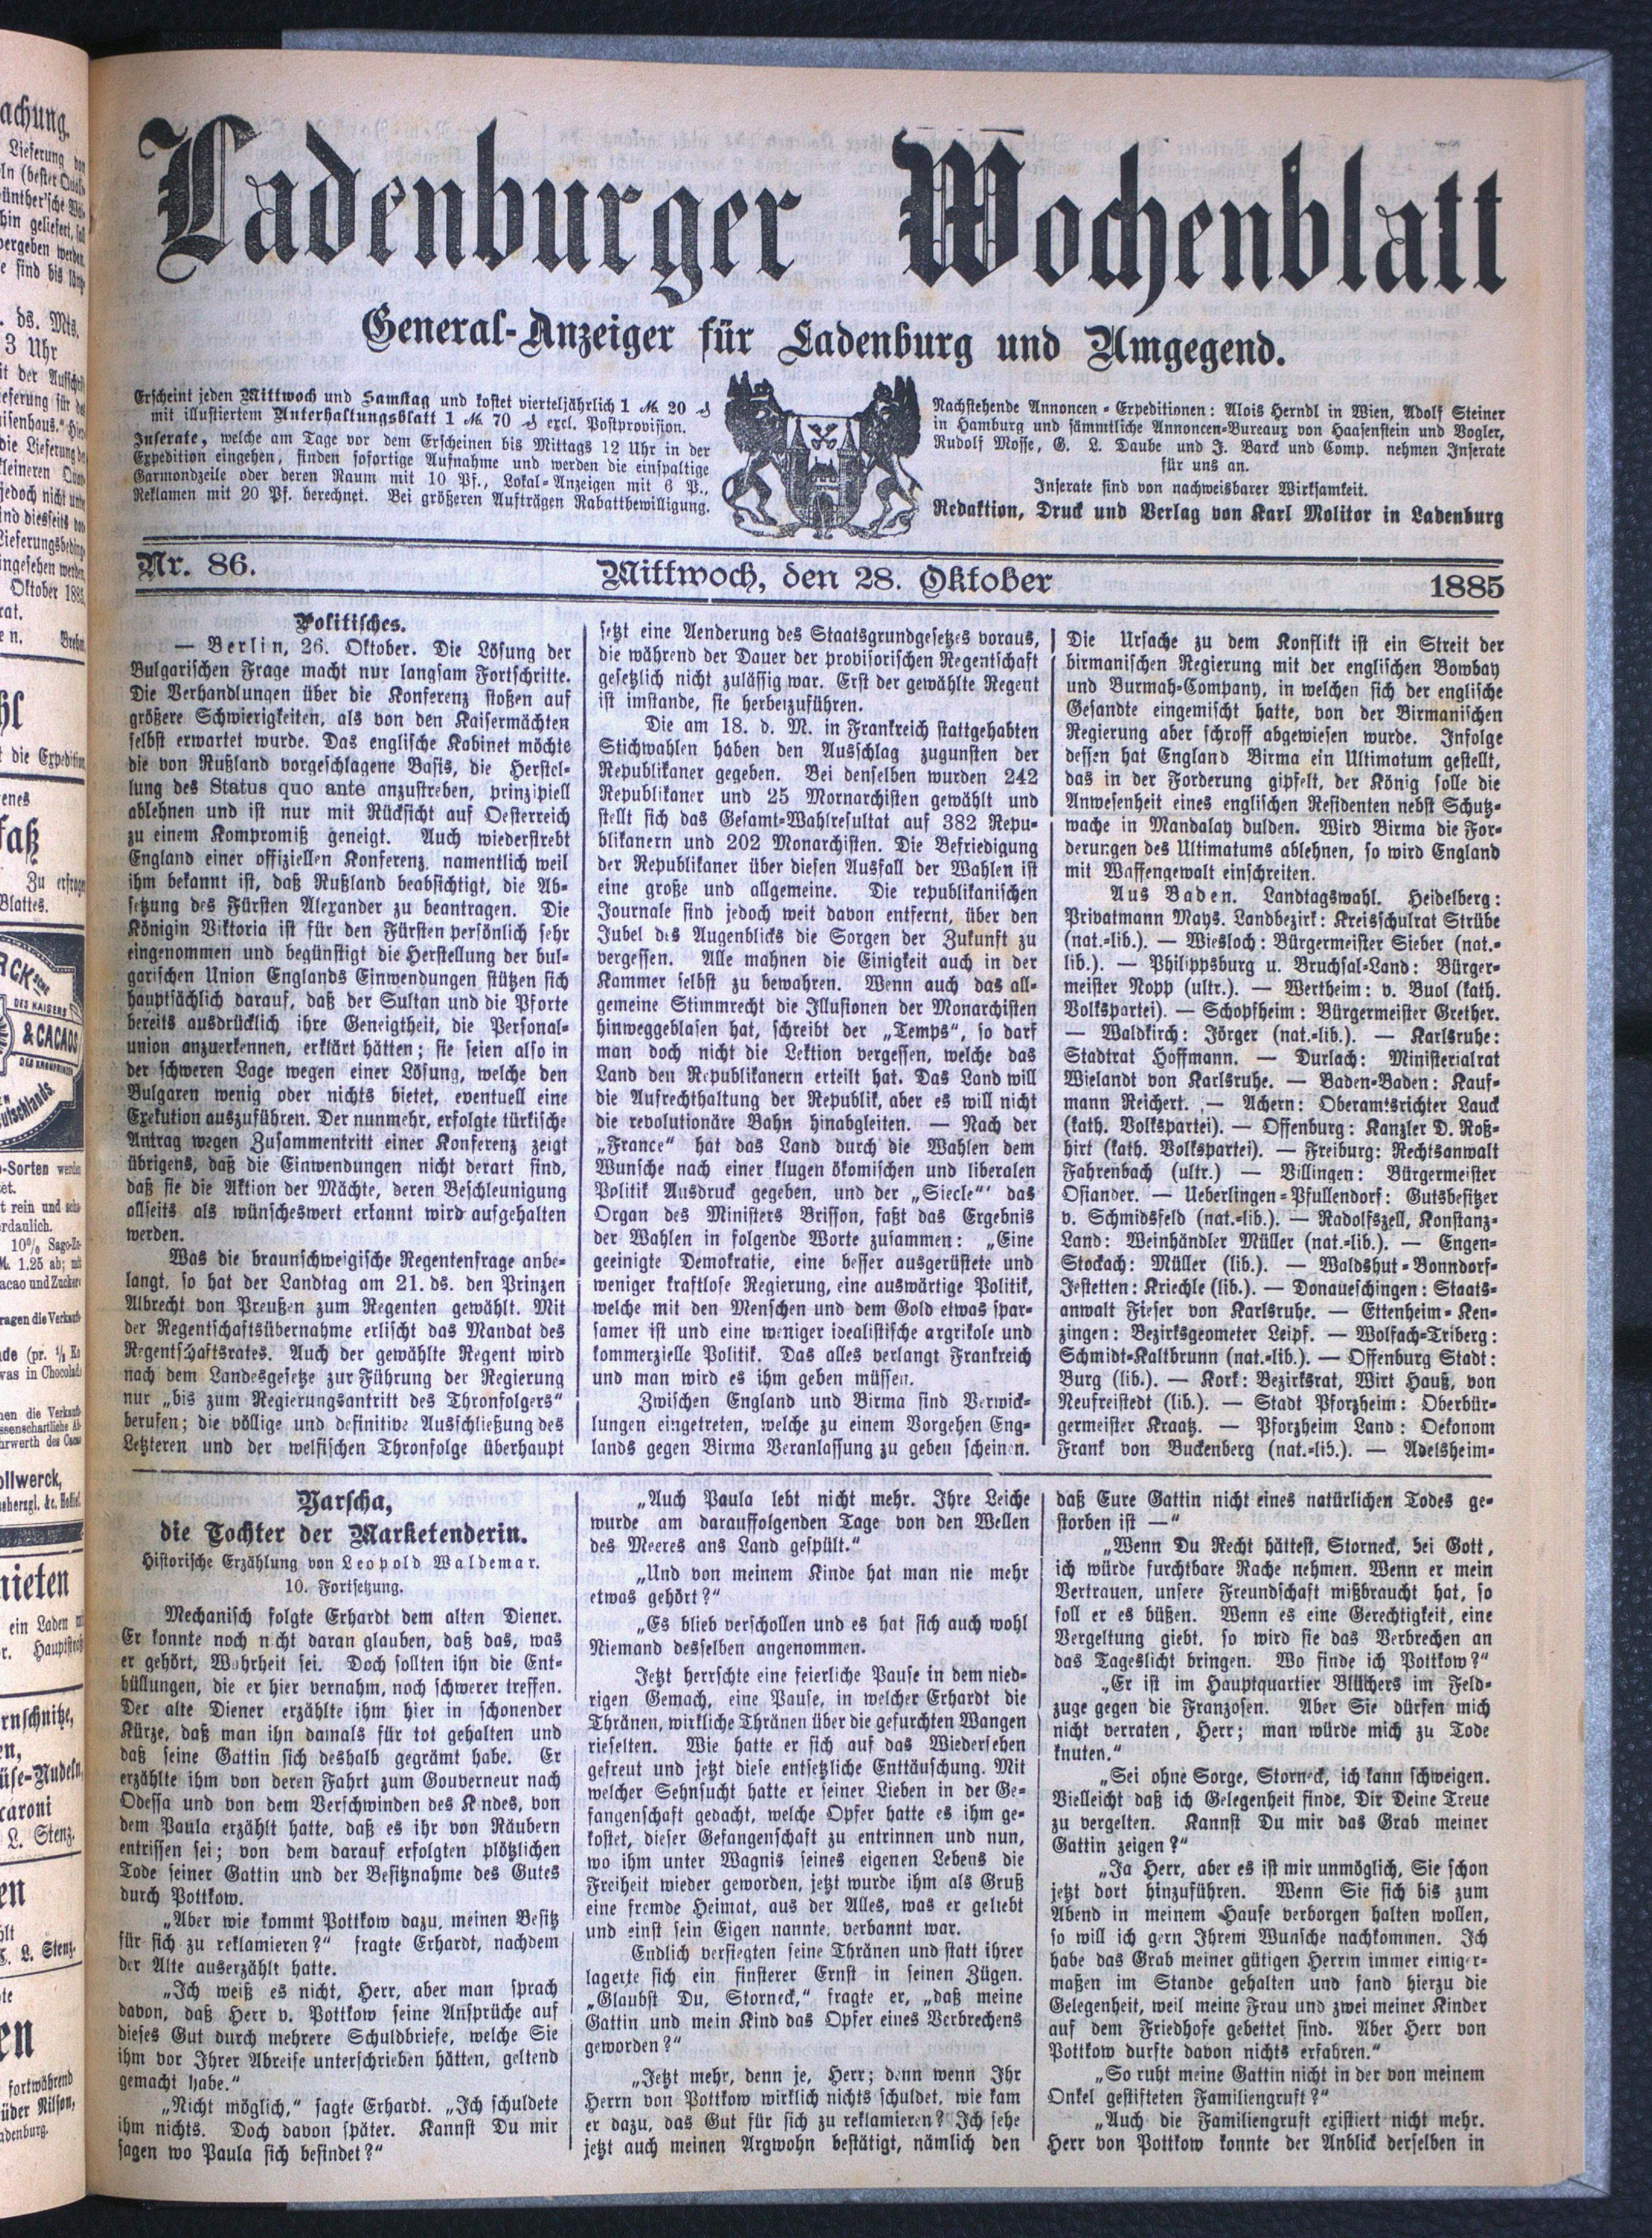 Ladenburger Wochenblatt
General-Anzeiger für Ladenburg und Umgegend.
Erscheint jeden Mittwoch und Samstag und kostet vierteljährlich 1 M. 20 ₰
mit illustiertem Unterhaltungsblatt 1 M. 70 ₰ excl. Postprovision.
Inserate, welche am Tage vor dem Erscheinen bis Mittags 12 Uhr in der
Expedition eingehen, finden sofortige Aufnahme und werden die einspaltige
Garmondzeile oder deren Raum mit 10 Pf., Lokal-Anzeigen mit 6 P.,
Reklamen mit 20 Pf. berechnet. Bei größeren Aufträgen Rabattbewilligung.
Nachstehende Annoncen-Expeditionen: Alois Herndl in Wien, Adolf Steiner
in Hamburg und sämmtliche Annoncen-Bureaux von Haasenstein und Vogler,
Rudolf Mosse, G. L. Daube und J. Barck und Comp. nehmen Inserate
für uns an.
Inserate sind von nachweisbarer Wirksamkeit.
Redaktion, Druck und Verlag von Karl Molitor in Ladenburg
Nr. 86.
Mittwoch, den 28. Oktober
1885
Politisches.
— Berlin, 26. Oktober. Die Lösung der
Bulgarischen Frage macht nur langsam Fortschritte.
Die Verhandlungen über die Konferenz stoßen auf
größere Schwierigkeiten, als von den Kaisermächten
selbst erwartet wurde. Das englische Kabinet möchte
die von Rußland vorgeschlagene Basis, die Herstel-
lung des Status quo ante anzustreben, prinzipiell
ablehnen und ist nur mit Rücksicht auf Oesterreich
zu einem Kompromiß geneigt. Auch wiederstrebt
England einer offiziellen Konferenz, namentlich weil
ihm bekannt ist, daß Rußland beabsichtigt, die Ab-
setzung des Fürsten Alexander zu beantragen. Die
Königin Viktoria ist für den Fürsten persönlich sehr
eingenommen und begünstigt die Herstellung der bul-
garischen Union Englands Einwendungen stützen sich
hauptsächlich darauf, daß der Sultan und die Pforte
bereits ausdrücklich ihre Geneigtheit, die Personal-
union anzuerkennen, erklärt hätten; sie seien also in
der schweren Lage wegen einer Lösung, welche den
Bulgaren wenig oder nichts bietet, eventuell eine
Exekution auszuführen. Der nunmehr, erfolgte türkische
Antrag wegen Zusammentritt einer Konferenz zeigt
übrigens, daß die Einwendungen nicht derart sind,
daß sie die Aktion der Mächte, deren Beschleunigung
allseits als wünscheswert erkannt wird aufgehalten
werden.
Was die braunschweigische Regentenfrage anbe-
langt, so hat der Landtag am 21. ds. den Prinzen
Albrecht von Preußen zum Regenten gewählt. Mit
der Regentschaftsübernahme erlischt das Mandat des
Regentschaftsrates. Auch der gewählte Regent wird
nach dem Landesgesetze zur Führung der Regierung
nur „bis zum Regierungsantritt des Thronfolgers“
berufen; die völlige und definitive Ausschließung des
Letzteren und der welfischen Thronfolge überhaupt
setzt eine Aenderung des Staatsgrundgesetzes voraus,
die während der Dauer der provisorischen Regentschaft
gesetzlich nicht zulässig war. Erst der gewählte Regent
ist imstande, sie herbeizuführen.
Die am 18. d. M. in Frankreich stattgehabten
Stichwahlen haben den Ausschlag zugunsten der
Republikaner gegeben. Bei denselben wurden 242
Republikaner und 25 Mornarchisten gewählt und
stellt sich das Gesamt-Wahlresultat auf 382 Repu-
blikanern und 202 Monarchisten. Die Befriedigung
der Republikaner über diesen Ausfall der Wahlen ist
eine große und allgemeine. Die republikanischen
Journale sind jedoch weit davon entfernt, über den
Jubel des Augenblicks die Sorgen der Zukunft zu
vergessen. Alle mahnen die Einigkeit auch in der
Kammer selbst zu bewahren. Wenn auch das all-
gemeine Stimmrecht die Illusionen der Monarchisten
hinweggeblasen hat, schreibt der „Temps“, so darf
man doch nicht die Lektion vergessen, welche das
Land den Republikanern erteilt hat. Das Land will
die Aufrechthaltung der Republik, aber es will nicht
die revolutionäre Bahn hinabgleiten. — Nach der
„France“ hat das Land durch die Wahlen dem
Wunsche nach einer klugen ökomischen und liberalen
Politik Ausdruck gegeben, und der „Siecle“' das
Organ des Ministers Brisson, faßt das Ergebnis
der Wahlen in folgende Worte zusammen: „Eine
geeinigte Demokratie, eine besser ausgerüstete und
weniger kraftlose Regierung, eine auswärtige Politik,
welche mit den Menschen und dem Gold etwas spar-
samer ist und eine weniger idealistische argrikole und
kommerzielle Politik. Das alles verlangt Frankreich
und man wird es ihm geben müssen.
Zwischen England und Birma sind Verwick-
lungen eingetreten, welche zu einem Vorgehen Eng-
lands gegen Birma Veranlassung zu geben scheinen.
Die Ursache zu dem Konflikt ist ein Streit der
birmanischen Regierung mit der englischen Bowbay
und Burmah-Company, in welchen sich der englische
Gesandte eingemischt hatte, von der Birmanischen
Regierung aber schroff abgewiesen wurde. Infolge
dessen hat England Birma ein Ultimatum gestellt,
das in der Forderung gipfelt, der König solle die
Anwesenheit eines englischen Residenten nebst Schutz-
wache in Mandalay dulden. Wird Birma die For-
derungen des Ultimatums ablehnen, so wird England
mit Waffengewalt einschreiten.
Aus Baden. Landtagswahl. Heidelberg:
Privatmann Mays. Landbezirk: Kreisschulrat Strübe
(nat.-lib.). — Wiesloch: Bürgermeister Sieber (nat.-
lib.). — Philippsburg u. Bruchsal-Land: Bürger-
meister Nopp (ultr.). — Wertheim: v. Buol (kath.
Volkspartei). — Schopfheim: Bürgermeister Grether.
— Waldkirch: Jörger (nat.-lib.). — Karlsruhe:
Stadtrat Hoffmann. — Durlach: Ministerialrat
Wielandt von Karlsruhe. — Baden-Baden: Kauf-
mann Reichert. — Achern: Oberamtsrichter Lauck
(kath. Volkspartei). — Offenburg: Kanzler D. Roß-
hirt (kath. Volkspartei). — Freiburg: Rechtsanwalt
Fahrenbach (ultr.) — Villingen: Bürgermeister
Osiander. — Ueberlingen-Pfullendorf: Gutsbesitzer
v. Schmidsfeld (nat.-lib.). — Radolfszell, Konstanz-
Land: Weinhändler Müller (nat.-lib.). — Engen-
Stockach: Müller (lib.). — Waldshut-Bonndorf-
Jestetten: Kriechle (lib.). — Donaueschingen: Staats-
anwalt Fieser von Karlsruhe. — Ettenheim-Ken-
zingen: Bezirksgeometer Leipf. — Wolfach-Triberg:
Schmidt-Kaltbrunn (nat.-lib.). — Offenburg Stadt:
Burg (lib.). — Kork: Bezirksrat, Wirt Hauß, von
Neufreistedt (lib.). — Stadt Pforzheim: Oberbür-
germeister Kraatz. — Pforzheim Land: Oekonom
Frank von Buckenberg (nat.-lib.). — Adelsheim-
Yarscha,
die Tochter der Marketenderin.
Historische Erzählung von Leopold Waldemar.
10. Fortsetzung.
Mechanisch folgte Erhardt dem alten Diener.
Er konnte noch nicht daran glauben, daß das, was
er gehört, Wahrheit sei. Doch sollten ihn die Ent-
hüllungen, die er hier vernahm, noch schwerer treffen.
Der alte Diener erzählte ihm hier in schonender
Kürze, daß man ihn damals für tot gehalten und
daß seine Gattin sich deshalb gegrämt habe. Er
erzählte ihm von deren Fahrt zum Gouverneur nach
Odessa und von dem Verschwinden des K ndes, von
dem Paula erzählt hatte, daß es ihr von Räubern
entrissen sei; von dem darauf erfolgten plötzlichen
Tode seiner Gattin und der Besitznahme des Gutes
durch Pottkow.
„Aber wie kommt Pottkow dazu, meinen Besitz
für sich zu reklamieren?“ fragte Erhardt, nachdem
der Alte auserzählt hatte.
„Ich weiß es nicht, Herr, aber man sprach
davon, daß Herr v. Pottkow seine Ansprüche auf
dieses Gut durch mehrere Schuldbriefe, welche Sie
ihm vor Ihrer Abreise unterschrieben hätten, geltend
gemacht habe.“
„Nicht möglich,“ sagte Erhardt. „Ich schuldete
ihm nichts. Doch davon später. Kannst Du mir
sagen wo Paula sich befindet?“
„Auch Paula lebt nicht mehr. Ihre Leiche
wurde am darauffolgenden Tage von den Wellen
des Meeres ans Land gespült.“
„Und von meinem Kinde hat man nie mehr
etwas gehört?“
„Es blieb verschollen und es hat sich auch wohl
Niemand desselben angenommen.
Jetzt herrschte eine feierliche Pause in dem nied-
rigen Gemach, eine Pause, in welcher Erhardt die
Thränen, wirkliche Thränen über die gefurchten Wangen
rieselten. Wie hatte er sich auf das Wiedersehen
gefreut und jetzt diese entsetzliche Enttäuschung. Mit
welcher Sehnsucht hatte er seiner Lieben in der Ge-
fangenschaft gedacht, welche Opfer hatte es ihm ge-
kostet, dieser Gefangenschaft zu entrinnen und nun,
wo ihm unter Wagnis seines eigenen Lebens die
Freiheit wieder geworden, jetzt wurde ihm als Gruß
eine fremde Heimat, aus der Alles, was er geliebt
und einst sein Eigen nannte, verbannt war.
Endlich versiegten seine Thränen und statt ihrer
lagerte sich ein finsterer Ernst in seinen Zügen.
„Glaubst Du, Storneck,“ fragte er, „daß meine
Gattin und mein Kind das Opfer eines Verbrechens
geworden?“
„Jetzt mehr, denn je, Herr; denn wenn Ihr
Herrn von Pottkow wirklich nichts schuldet, wie kam
er dazu, das Gut für sich zu reklamieren? Ich sehe
jetzt auch meinen Argwohn bestätigt, nämlich den
daß Eure Gattin nicht eines natürlichen Todes ge-
storben ist —“
„Wenn Du Recht hättest, Storneck, bei Gott,
ich würde furchtbare Rache nehmen. Wenn er mein
Vertrauen, unsere Freundschaft mißbraucht hat, so
soll er es büßen. Wenn es eine Gerechtigkeit, eine
Vergeltung giebt, so wird sie das Verbrechen an
das Tageslicht bringen. Wo finde ich Pottkow?“
„Er ist im Hauptquartier Blüchers im Feld-
zuge gegen die Franzosen. Aber Sie dürfen mich
nicht verraten, Herr; man würde mich zu Tode
knuten.“
„Sei ohne Sorge, Storneck, ich kann schweigen.
Vielleicht daß ich Gelegenheit finde, Dir Deine Treue
zu vergelten. Kannst Du mir das Grab meiner
Gattin zeigen?“
„Ja Herr, aber es ist mir unmöglich, Sie schon
jetzt dort hinzuführen. Wenn Sie sich bis zum
Abend in meinem Hause verborgen halten wollen,
so will ich gern Ihrem Wunsche nachkommen. Ich
habe das Grab meiner gütigen Herrin immer einiger-
maßen im Stande gehalten und fand hierzu die
Gelegenheit, weil meine Frau und zwei meiner Kinder
auf dem Friedhofe gebettet sind. Aber Herr von
Pottkow durfte davon nichts erfahren.“
„So ruht meine Gattin nicht in der von meinem
Onkel gestifteten Familiengruft?“
„Auch die Familiengruft existiert nicht mehr.
Herr von Pottkow konnte der Anblick derselben in